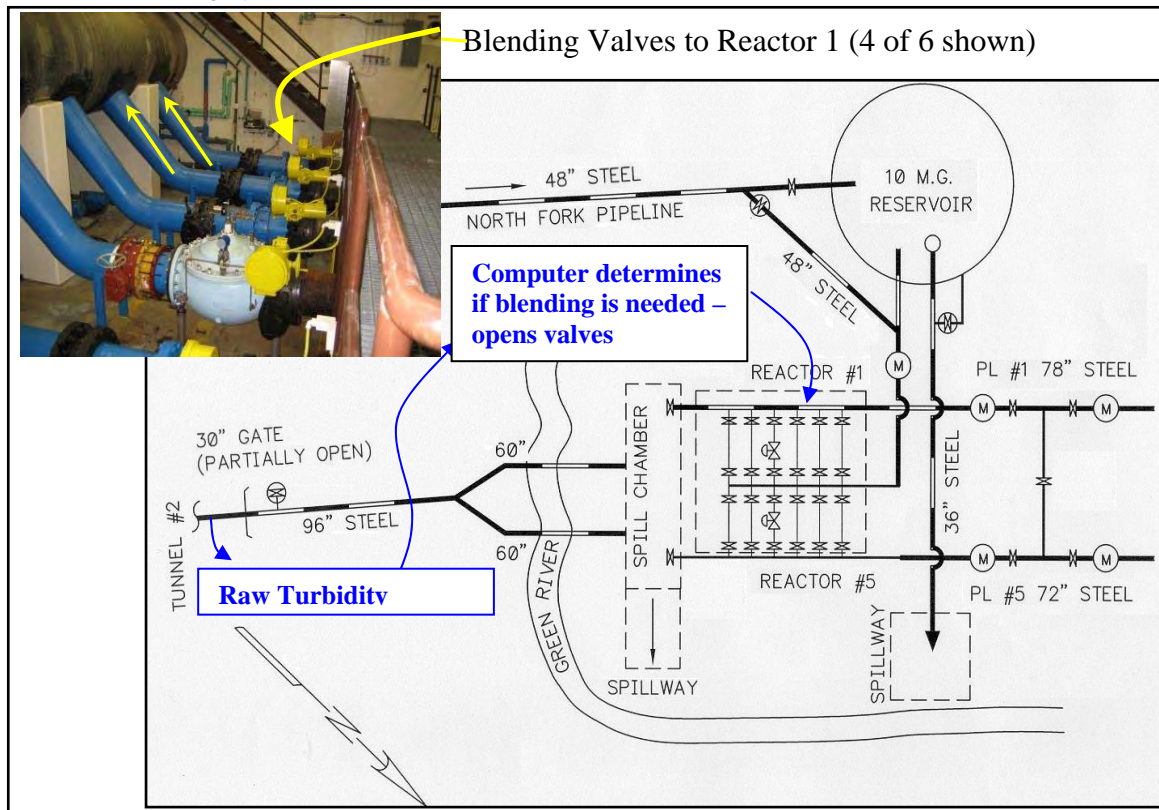 Blending Valves to Reactor 1 (4 of 6 shown)
48" STEEL
NORTH FORK PIPELINE
10 M.G.
RESERVOIR
48" STEEL
Computer determines
if blending is needed –
opens valves
M
REACTOR #1
PL #1 78" STEEL
M
M
30" GATE
(PARTIALLY OPEN)
60"
SPILL CHAMBER
36" STEEL
TUNNEL #2
96" STEEL
60"
M
M
REACTOR #5
PL #5 72" STEEL
Raw Turbidity
GREEN RIVER
SPILLWAY
SPILLWAY
N